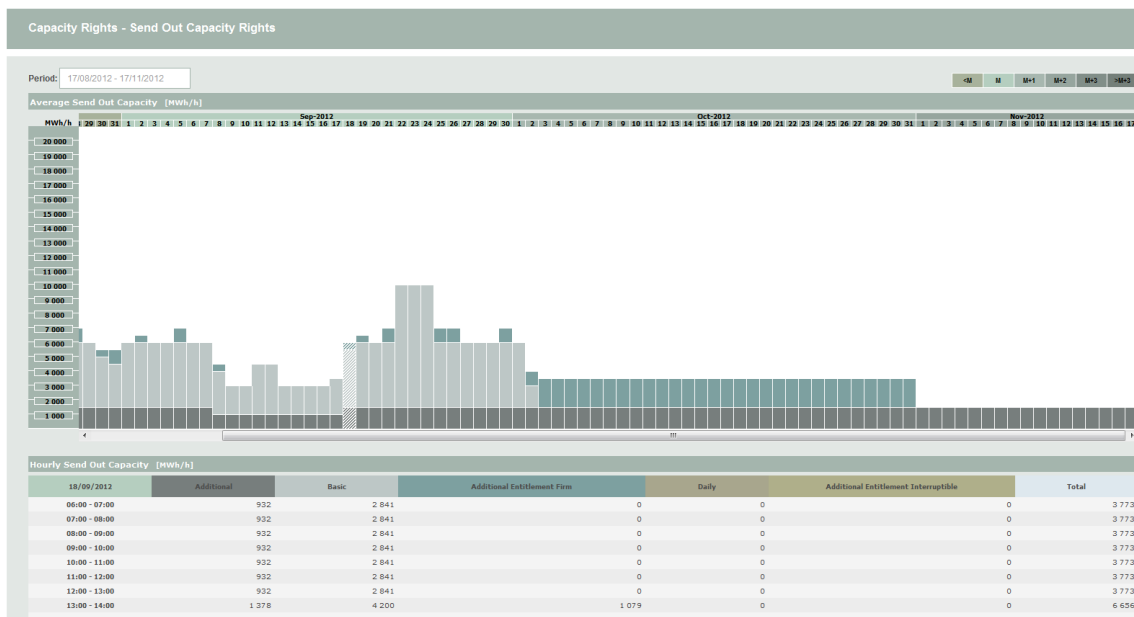 Capacity Rights - Send Out Capacity Rights
Period: 17/08/2012 - 17/11/2012
<M M M+1 M+2 M+3 >M+3
Average Send Out Capacity [MWh/h]
Sep-2012 Oct-2012 Nov-2012
MWh/h 29 30 31 1 2 3 4 5 6 7 8 9 10 11 12 13 14 15 16 17 18 19 20 21 22 23 24 25 26 27 28 29 30 1 2 3 4 5 6 7 8 9 10 11 12 13 14 15 16 17 18 19 20 21 22 23 24 25 26 27 28 29 30 31 1 2 3 4 5 6 7 8 9 10 11 12 13 14 15 16 17
20 000
19 000
18 000
17 000
16 000
15 000
14 000
13 000
12 000
11 000
10 000
9 000
8 000
7 000
6 000
5 000
4 000
3 000
2 000
1 000
Hourly Send Out Capacity [MWh/h]
18/09/2012 Additional Basic Additional Entitlement Firm Daily Additional Entitlement Interruptible Total
06:00 - 07:00 932 2 841 0 0 0 3 773
07:00 - 08:00 932 2 841 0 0 0 3 773
08:00 - 09:00 932 2 841 0 0 0 3 773
09:00 - 10:00 932 2 841 0 0 0 3 773
10:00 - 11:00 932 2 841 0 0 0 3 773
11:00 - 12:00 932 2 841 0 0 0 3 773
12:00 - 13:00 932 2 841 0 0 0 3 773
13:00 - 14:00 1 378 4 200 1 079 0 0 6 656